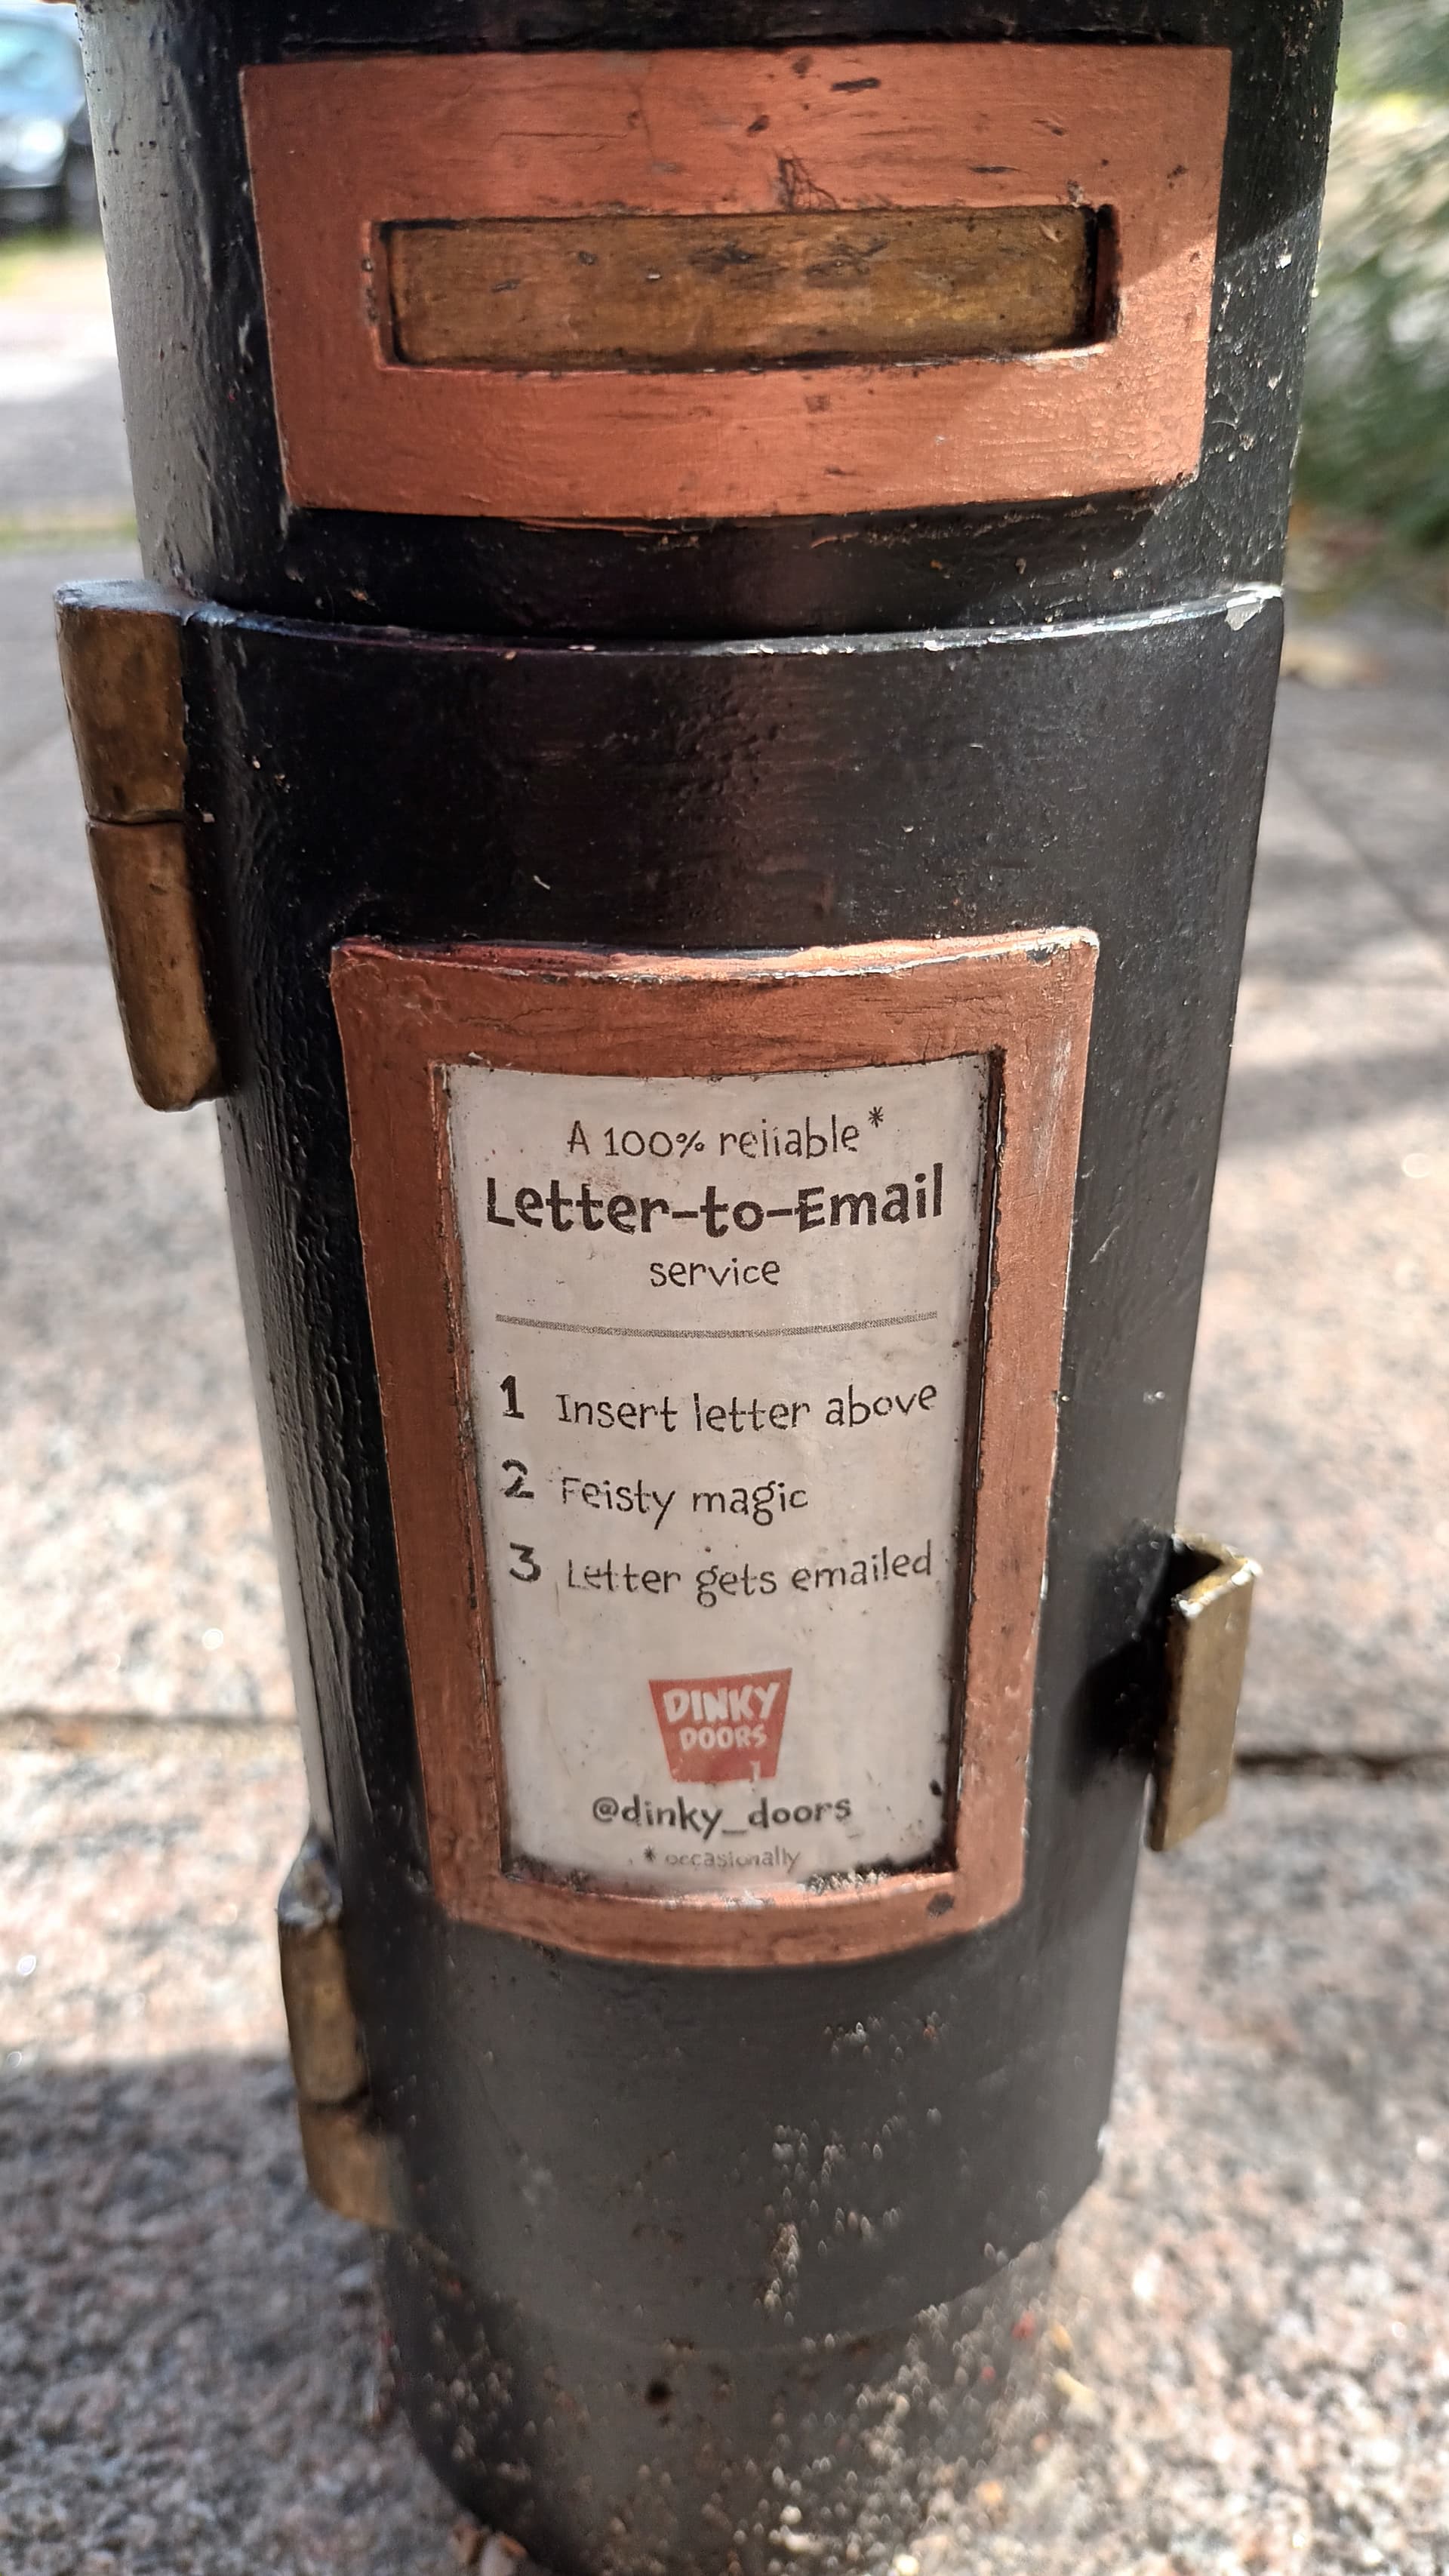 A 100% reliable*
Letter-to-Email
service
1 Insert letter above
2 Feisty magic
3 Letter gets emailed
DINKY
DOORS
@dinky_doors
* occasionally